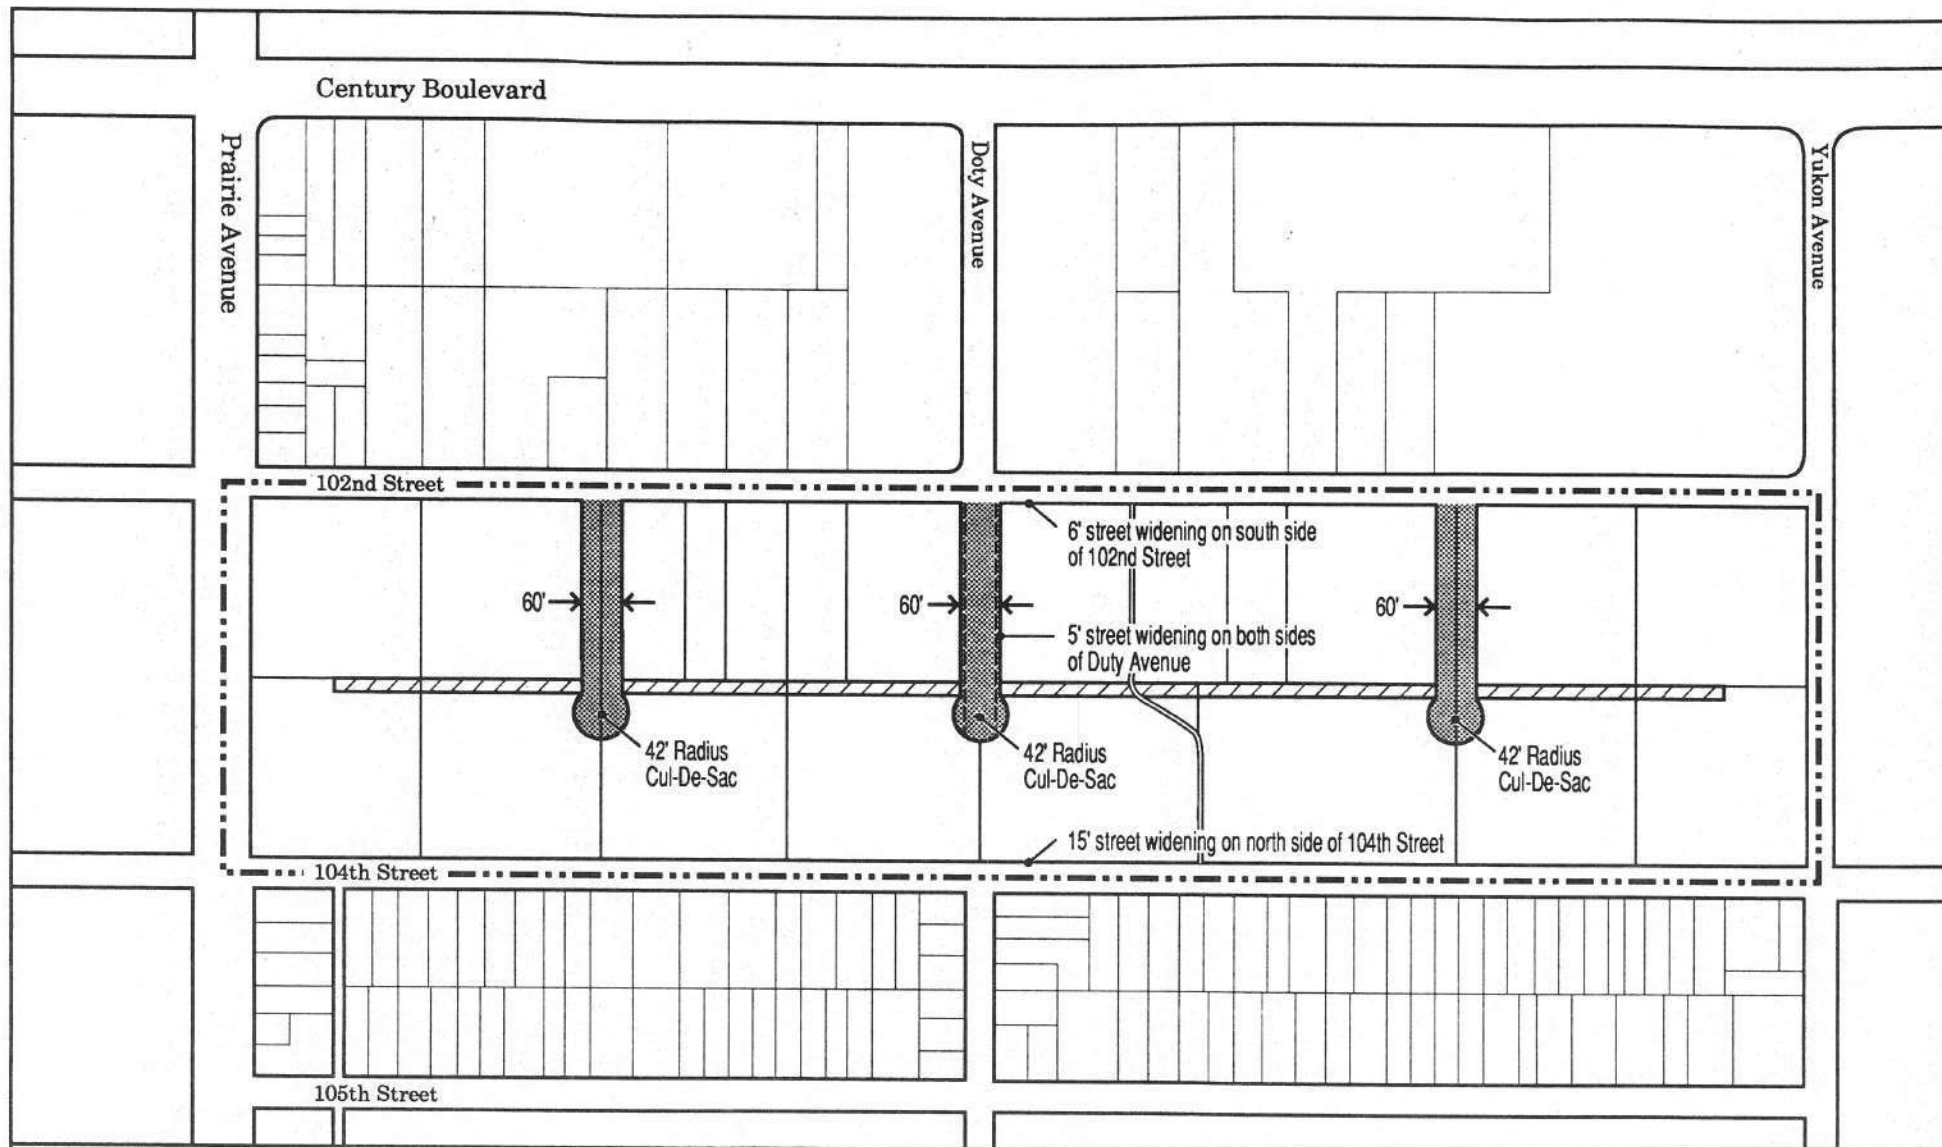 Century Boulevard
Prairie Avenue
Doty Avenue
Yukon Avenue
102nd Street
6' street widening on south side
of 102nd Street
60'
60'
60'
5' street widening on both sides
of Duty Avenue
42' Radius
Cul-De-Sac
42' Radius
Cul-De-Sac
42' Radius
Cul-De-Sac
15' street widening on north side of 104th Street
104th Street
105th Street